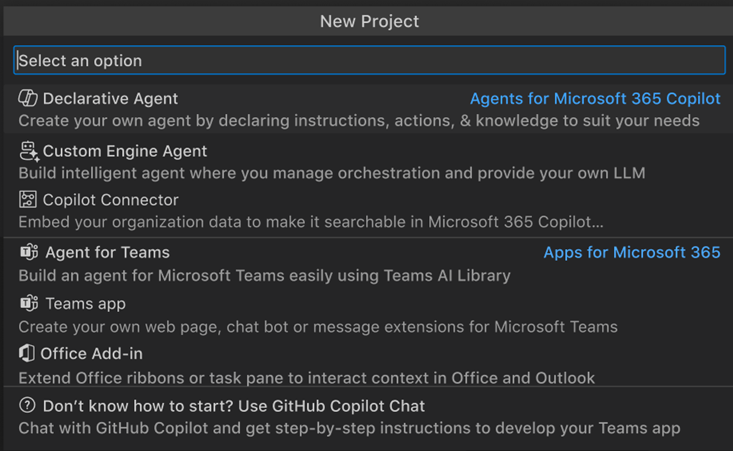 New Project
Select an option
Declarative Agent Agents for Microsoft 365 Copilot
Create your own agent by declaring instructions, actions, & knowledge to suit your needs
Custom Engine Agent
Build intelligent agent where you manage orchestration and provide your own LLM
Copilot Connector
Embed your organization data to make it searchable in Microsoft 365 Copilot...
Agent for Teams Apps for Microsoft 365
Build an agent for Microsoft Teams easily using Teams AI Library
Teams app
Create your own web page, chat bot or message extensions for Microsoft Teams
Office Add-in
Extend Office ribbons or task pane to interact context in Office and Outlook
Don’t know how to start? Use GitHub Copilot Chat
Chat with GitHub Copilot and get step-by-step instructions to develop your Teams app